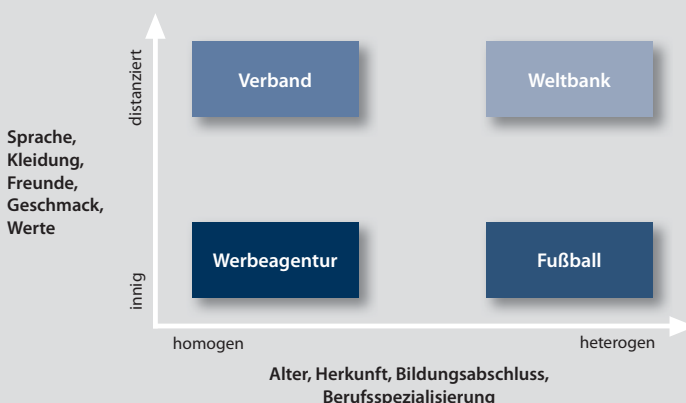 distanziert
Verband
Weltbank
Sprache,
Kleidung,
Freunde,
Geschmack,
Werte
Werbeagentur
Fußball
innig
homogen
heterogen
Alter, Herkunft, Bildungsabschluss,
Berufsspezialisierung